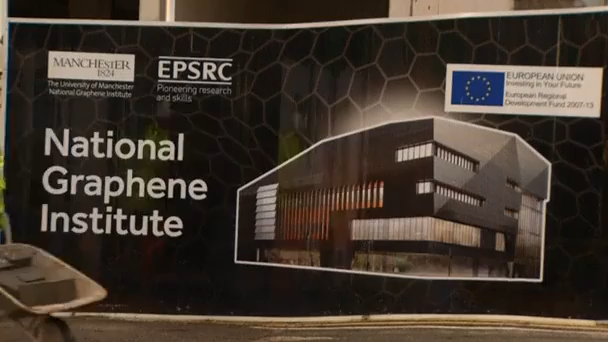 MANCHESTER
1824
The University of Manchester
National Graphene Institute
EPSRC
Pioneering research
and skills
EUROPEAN UNION
Investing in Your Future
European Regional
Development Fund 2007-13
National
Graphene
Institute